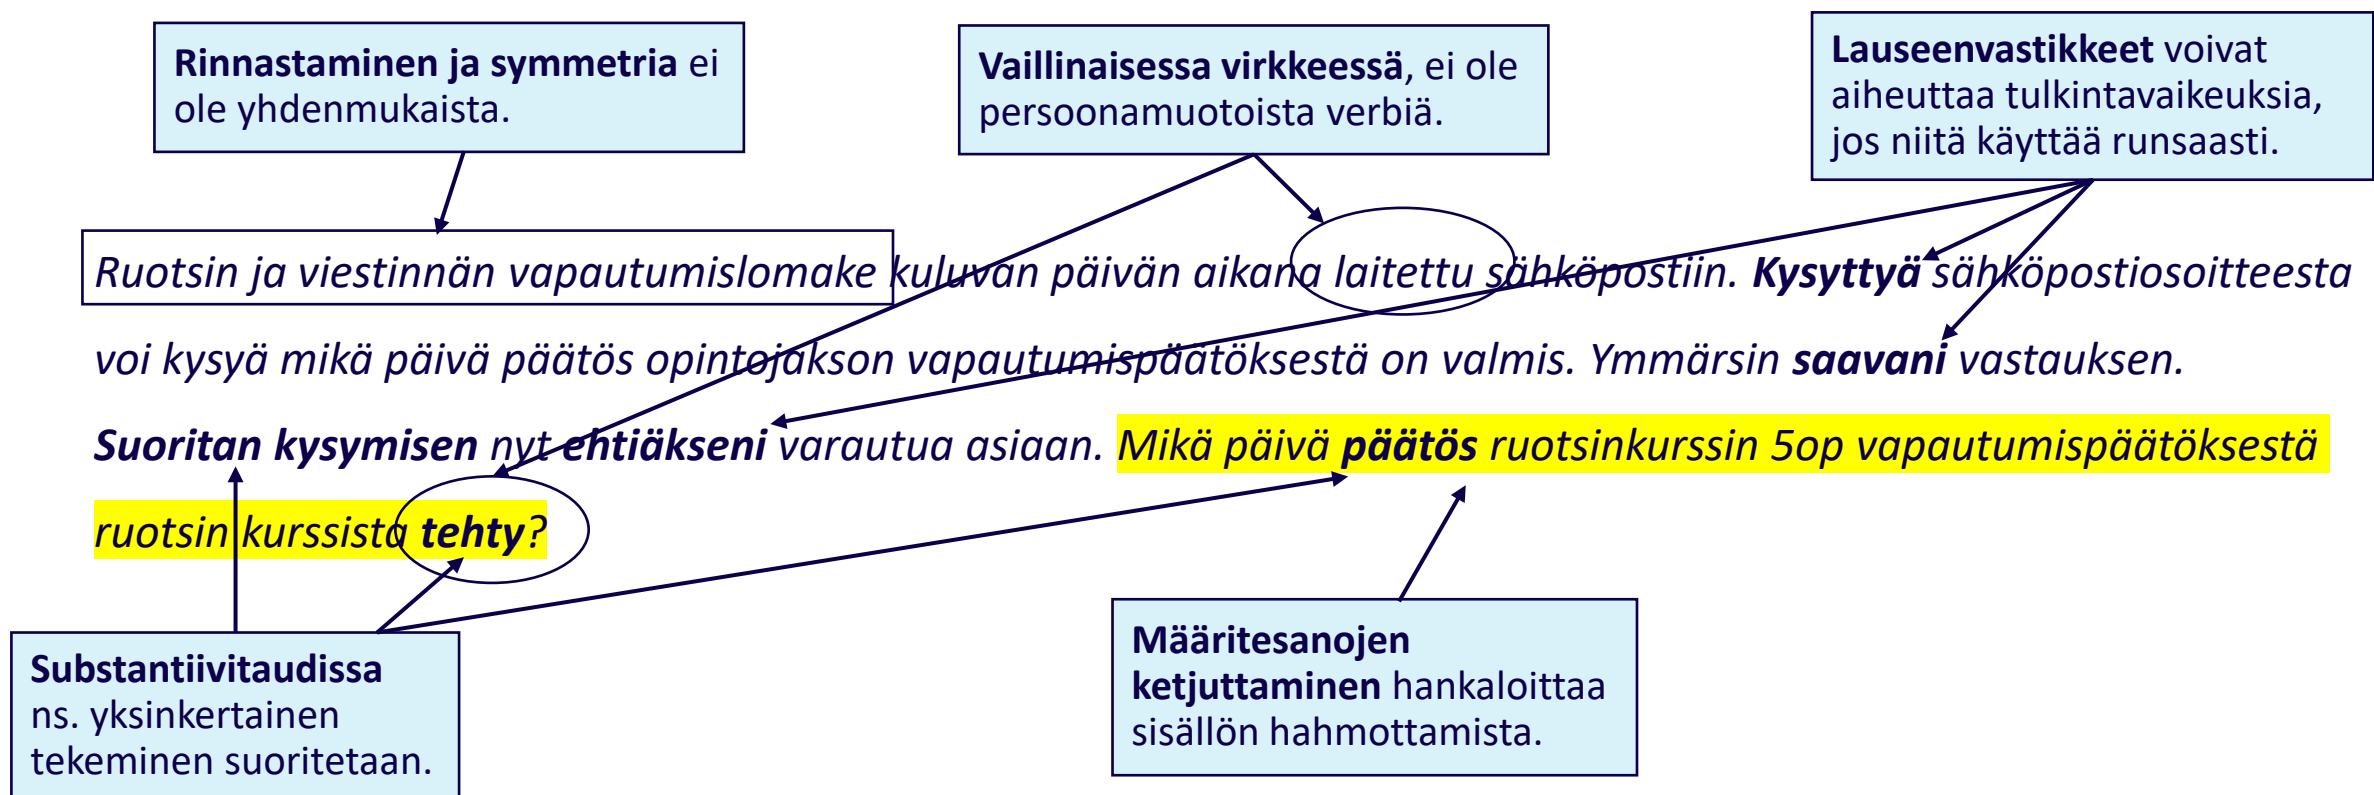 Rinnastaminen ja symmetria ei
ole yhdenmukaista.
Vaillinaisessa virkkeessä, ei ole
persoonamuotoista verbiä.
Lauseenvastikkeet voivat
aiheuttaa tulkintavaikeuksia,
jos niitä käyttää runsaasti.
Ruotsin ja viestinnän vapautumislomake kuluvan päivän aikana laitettu sähköpostiin. Kysyttyä sähköpostiosoitteesta
voi kysyä mikä päivä päätös opintojakson vapautumispäätöksestä on valmis. Ymmärsin saavani vastauksen.
Suoritan kysymisen nyt ehtiäkseni varautua asiaan. Mikä päivä päätös ruotsinkurssin 5op vapautumispäätöksestä
ruotsin kurssista tehty?
Substantiivitaudissa
ns. yksinkertainen
tekeminen suoritetaan.
Määritesanojen
ketjuttaminen hankaloittaa
sisällön hahmottamista.